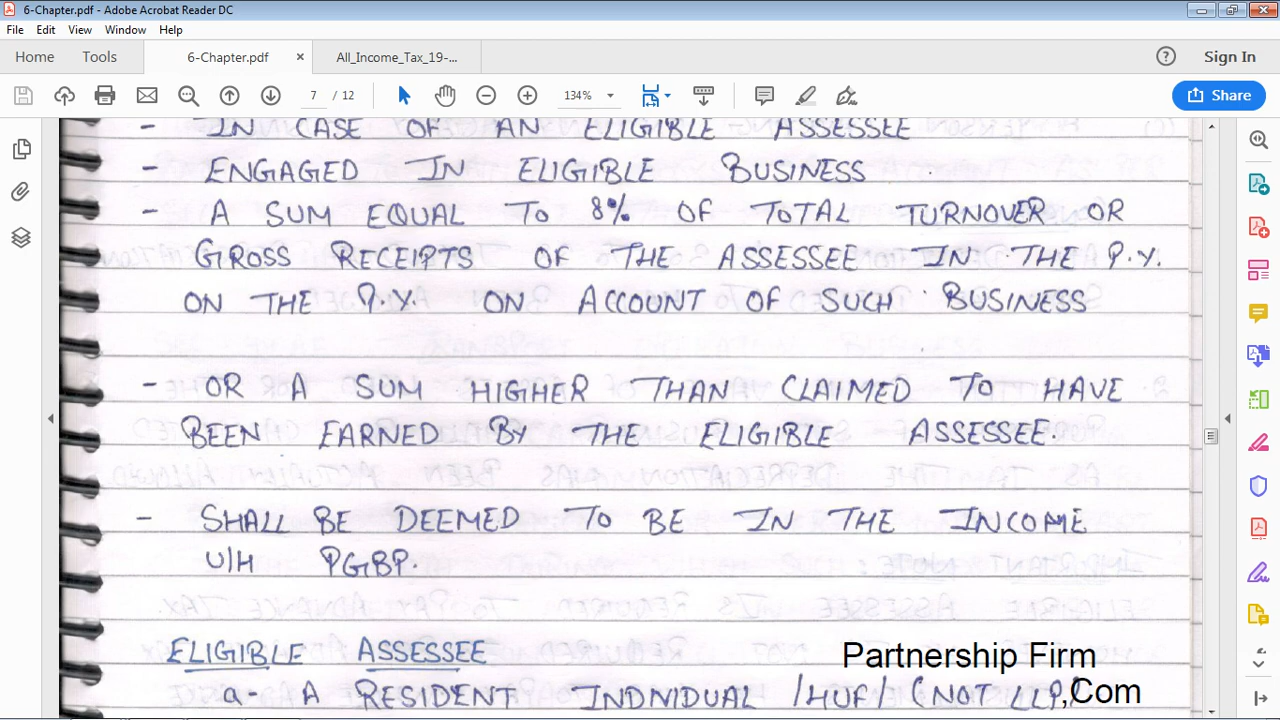 6-Chapter.pdf - Adobe Acrobat Reader DC
File Edit View Window Help
Home Tools 6-Chapter.pdf × All_Income_Tax_19-... ? Sign In
7 / 12 134% Share
- IN CASE OF AN ELIGIBLE ASSESSEE
- ENGAGED IN ELIGIBLE BUSINESS
- A SUM EQUAL TO 8% OF TOTAL TURNOVER OR
GROSS RECEIPTS OF THE ASSESSEE IN THE P.Y.
ON THE P.Y. ON ACCOUNT OF SUCH BUSINESS
- OR A SUM HIGHER THAN CLAIMED TO HAVE
BEEN EARNED BY THE ELIGIBLE ASSESSEE.
- SHALL BE DEEMED TO BE IN THE INCOME
U/H PGBP.
ELIGIBLE ASSESSEE
Partnership Firm
a- A RESIDENT INDIVIDUAL /HUF/ (NOT LLP)
,Com